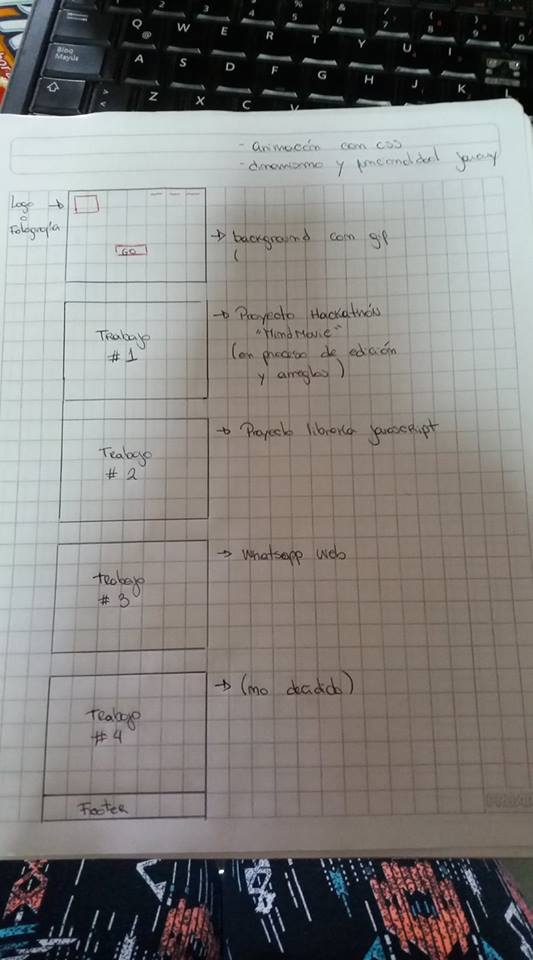 Q W E R T Y U I
@
Bloq
Mayús
A S D F G H J K L
Z X C V
- animación con css
- dinamismo y funcionalidad jquery
Logo
o
Fotografía
GO
background con gif
(
Trabajo
# 1
Proyecto Hackathón
"MindMovie"
(en proceso de edición
y arreglos)
Trabajo
# 2
Proyecto librería javascript
Trabajo
# 3
Whatsapp web
Trabajo
# 4
(no decidido)
Footer